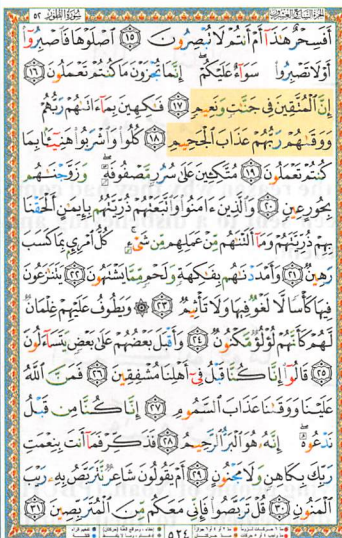 الجزء السابع والعشرون سورة الطور ٥٢
أَفَسِحْرٌ هَٰذَآ أَمْ أَنتُمْ لَا تُبْصِرُونَ ١٥ ٱصْلَوْهَا فَٱصْبِرُوٓا۟
أَوْ لَا تَصْبِرُوا۟ سَوَآءٌ عَلَيْكُمْ ۖ إِنَّمَا تُجْزَوْنَ مَا كُنتُمْ تَعْمَلُونَ ١٦
إِنَّ ٱلْمُتَّقِينَ فِى جَنَّٰتٍ وَنَعِيمٍ ١٧ فَٰكِهِينَ بِمَآ ءَاتَىٰهُمْ رَبُّهُمْ
وَوَقَىٰهُمْ رَبُّهُمْ عَذَابَ ٱلْجَحِيمِ ١٨ كُلُوا۟ وَٱشْرَبُوا۟ هَنِيٓـًٔۢا بِمَا
كُنتُمْ تَعْمَلُونَ ١٩ مُتَّكِـِٔينَ عَلَىٰ سُرُرٍ مَّصْفُوفَةٍ ۖ وَزَوَّجْنَٰهُم
بِحُورٍ عِينٍ ٢٠ وَٱلَّذِينَ ءَامَنُوا۟ وَٱتَّبَعَتْهُمْ ذُرِّيَّتُهُم بِإِيمَٰنٍ أَلْحَقْنَا
بِهِمْ ذُرِّيَّتَهُمْ وَمَآ أَلَتْنَٰهُم مِّنْ عَمَلِهِم مِّن شَىْءٍ ۚ كُلُّ ٱمْرِئٍۭ بِمَا كَسَبَ
رَهِينٌ ٢١ وَأَمْدَدْنَٰهُم بِفَٰكِهَةٍ وَلَحْمٍ مِّمَّا يَشْتَهُونَ ٢٢ يَتَنَٰزَعُونَ
فِيهَا كَأْسًا لَّا لَغْوٌ فِيهَا وَلَا تَأْثِيمٌ ٢٣ ۞ وَيَطُوفُ عَلَيْهِمْ غِلْمَانٌ
لَّهُمْ كَأَنَّهُمْ لُؤْلُؤٌ مَّكْنُونٌ ٢٤ وَأَقْبَلَ بَعْضُهُمْ عَلَىٰ بَعْضٍ يَتَسَآءَلُونَ
٢٥ قَالُوٓا۟ إِنَّا كُنَّا قَبْلُ فِىٓ أَهْلِنَا مُشْفِقِينَ ٢٦ فَمَنَّ ٱللَّهُ
عَلَيْنَا وَوَقَىٰنَا عَذَابَ ٱلسَّمُومِ ٢٧ إِنَّا كُنَّا مِن قَبْلُ
نَدْعُوهُ ۖ إِنَّهُۥ هُوَ ٱلْبَرُّ ٱلرَّحِيمُ ٢٨ فَذَكِّرْ فَمَآ أَنتَ بِنِعْمَتِ
رَبِّكَ بِكَاهِنٍ وَلَا مَجْنُونٍ ٢٩ أَمْ يَقُولُونَ شَاعِرٌ نَّتَرَبَّصُ بِهِۦ رَيْبَ
ٱلْمَنُونِ ٣٠ قُلْ تَرَبَّصُوا۟ فَإِنِّى مَعَكُم مِّنَ ٱلْمُتَرَبِّصِينَ ٣١
٥٢٤